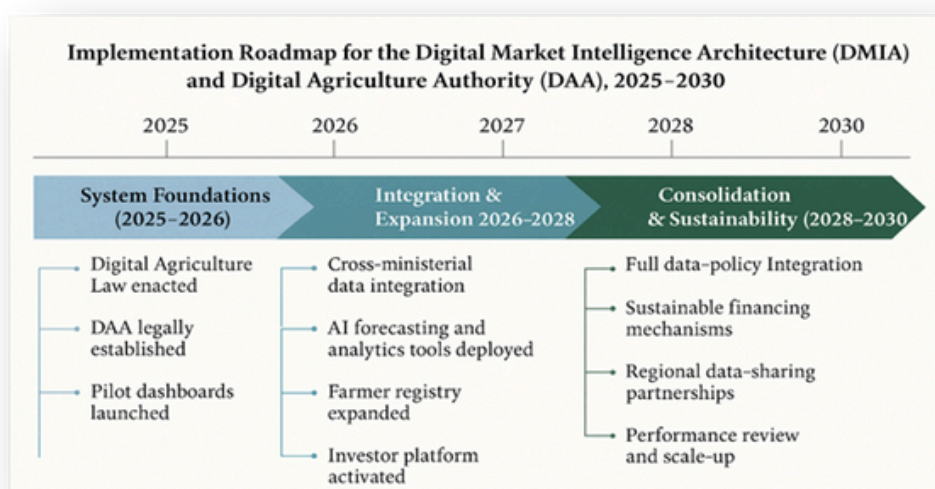 Implementation Roadmap for the Digital Market Intelligence Architecture (DMIA)
and Digital Agriculture Authority (DAA), 2025–2030
2025
2026
2027
2028
2030
System Foundations
(2025–2026)
Integration &
Expansion 2026–2028
Consolidation
& Sustainability (2028–2030
Digital Agriculture
Law enacted
DAA legally
established
Pilot dashboards
launched
Cross-ministerial
data integration
AI forecasting and
analytics tools deployed
Farmer registry
expanded
Investor platform
activated
Full data-policy Integration
Sustainable financing
mechanisms
Regional data-sharing
partnerships
Performance review
and scale-up